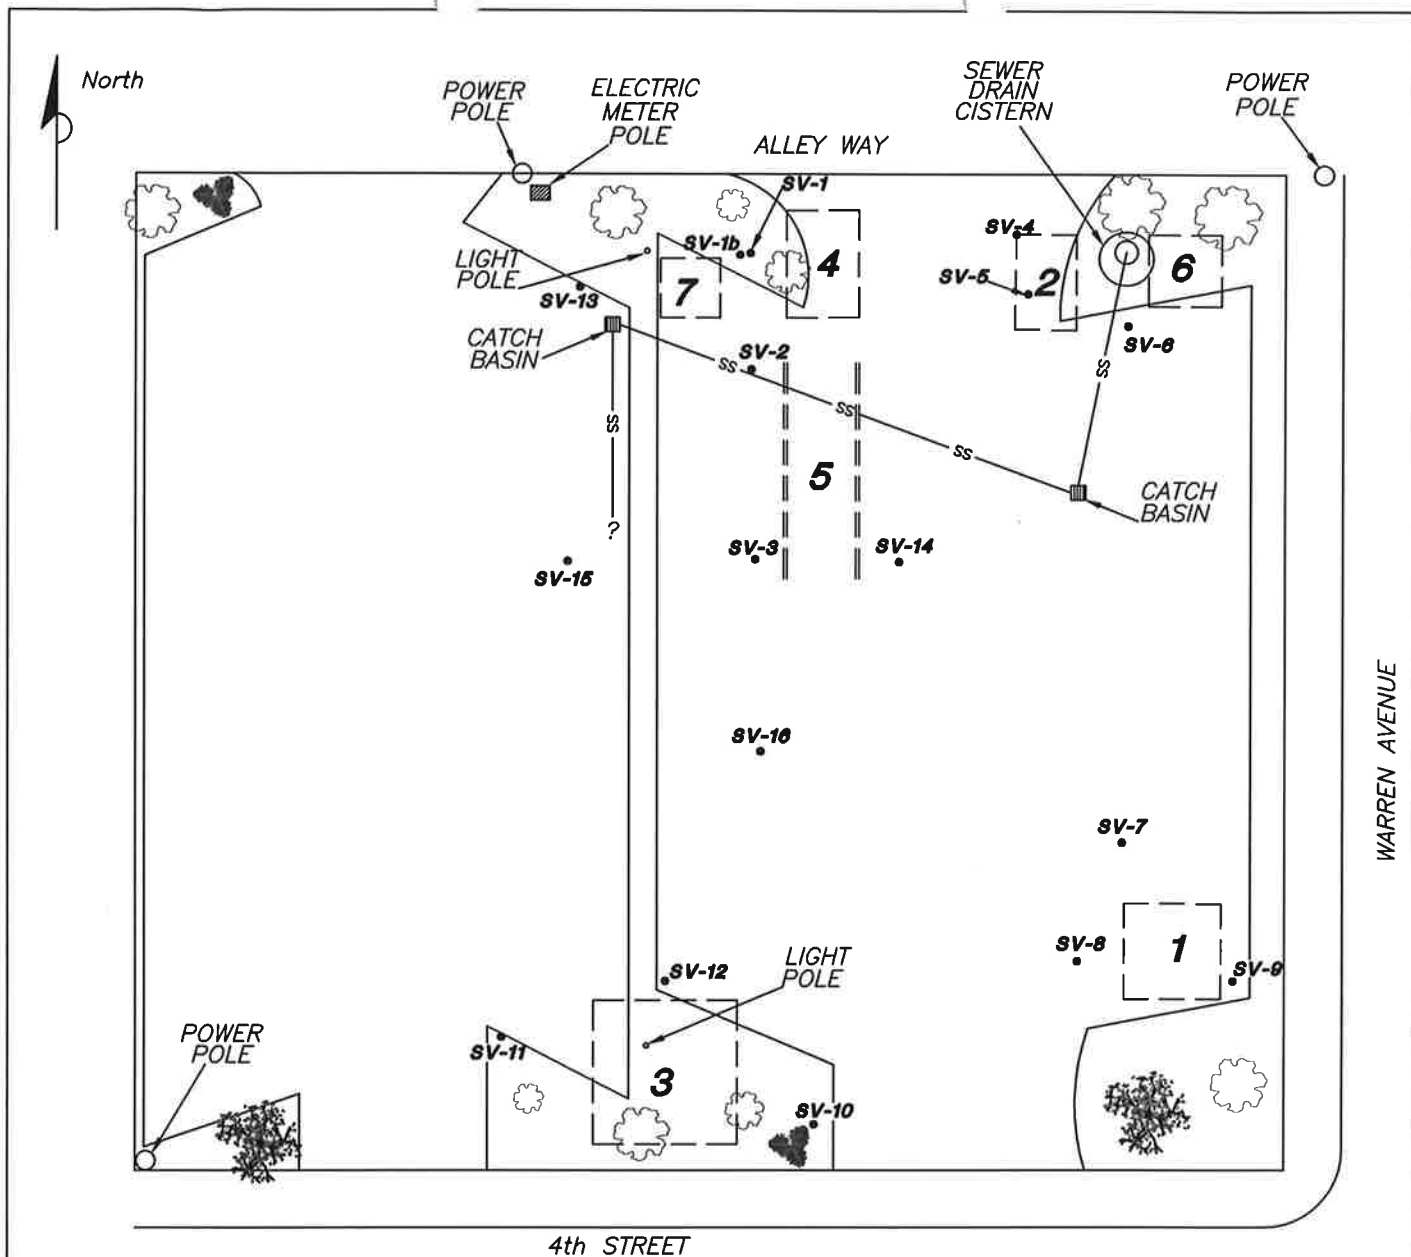 North
POWER
POLE
ELECTRIC
METER
POLE
ALLEY WAY
SEWER
DRAIN
CISTERN
POWER
POLE
SV-1
SV-1b
4
SV-4
SV-5
2
6
LIGHT
POLE
SV-13
7
CATCH
BASIN
SV-2
SV-6
SS
SS
SS
SS
SS
5
?
CATCH
BASIN
SV-3
SV-14
SV-15
SV-16
WARREN AVENUE
SV-7
SV-8
1
SV-9
SV-12
LIGHT
POLE
POWER
POLE
SV-11
3
SV-10
4th STREET